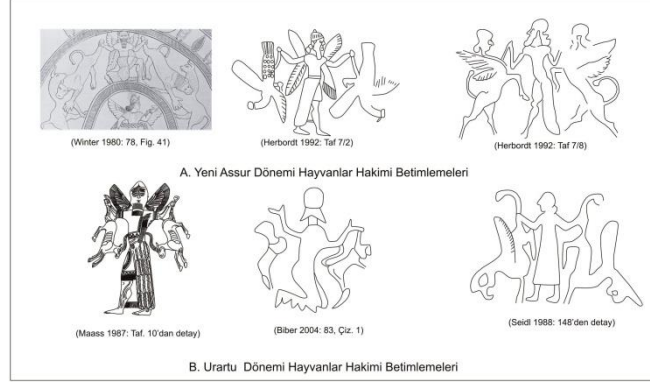 (Winter 1980: 78, Fig. 41)
(Herbordt 1992: Taf 7/2)
(Herbordt 1992: Taf 7/8)
A. Yeni Assur Dönemi Hayvanlar Hakimi Betimlemeleri
(Maass 1987: Taf. 10'dan detay)
(Biber 2004: 83, Çiz. 1)
(Seidl 1988: 148'den detay)
B. Urartu Dönemi Hayvanlar Hakimi Betimlemeleri